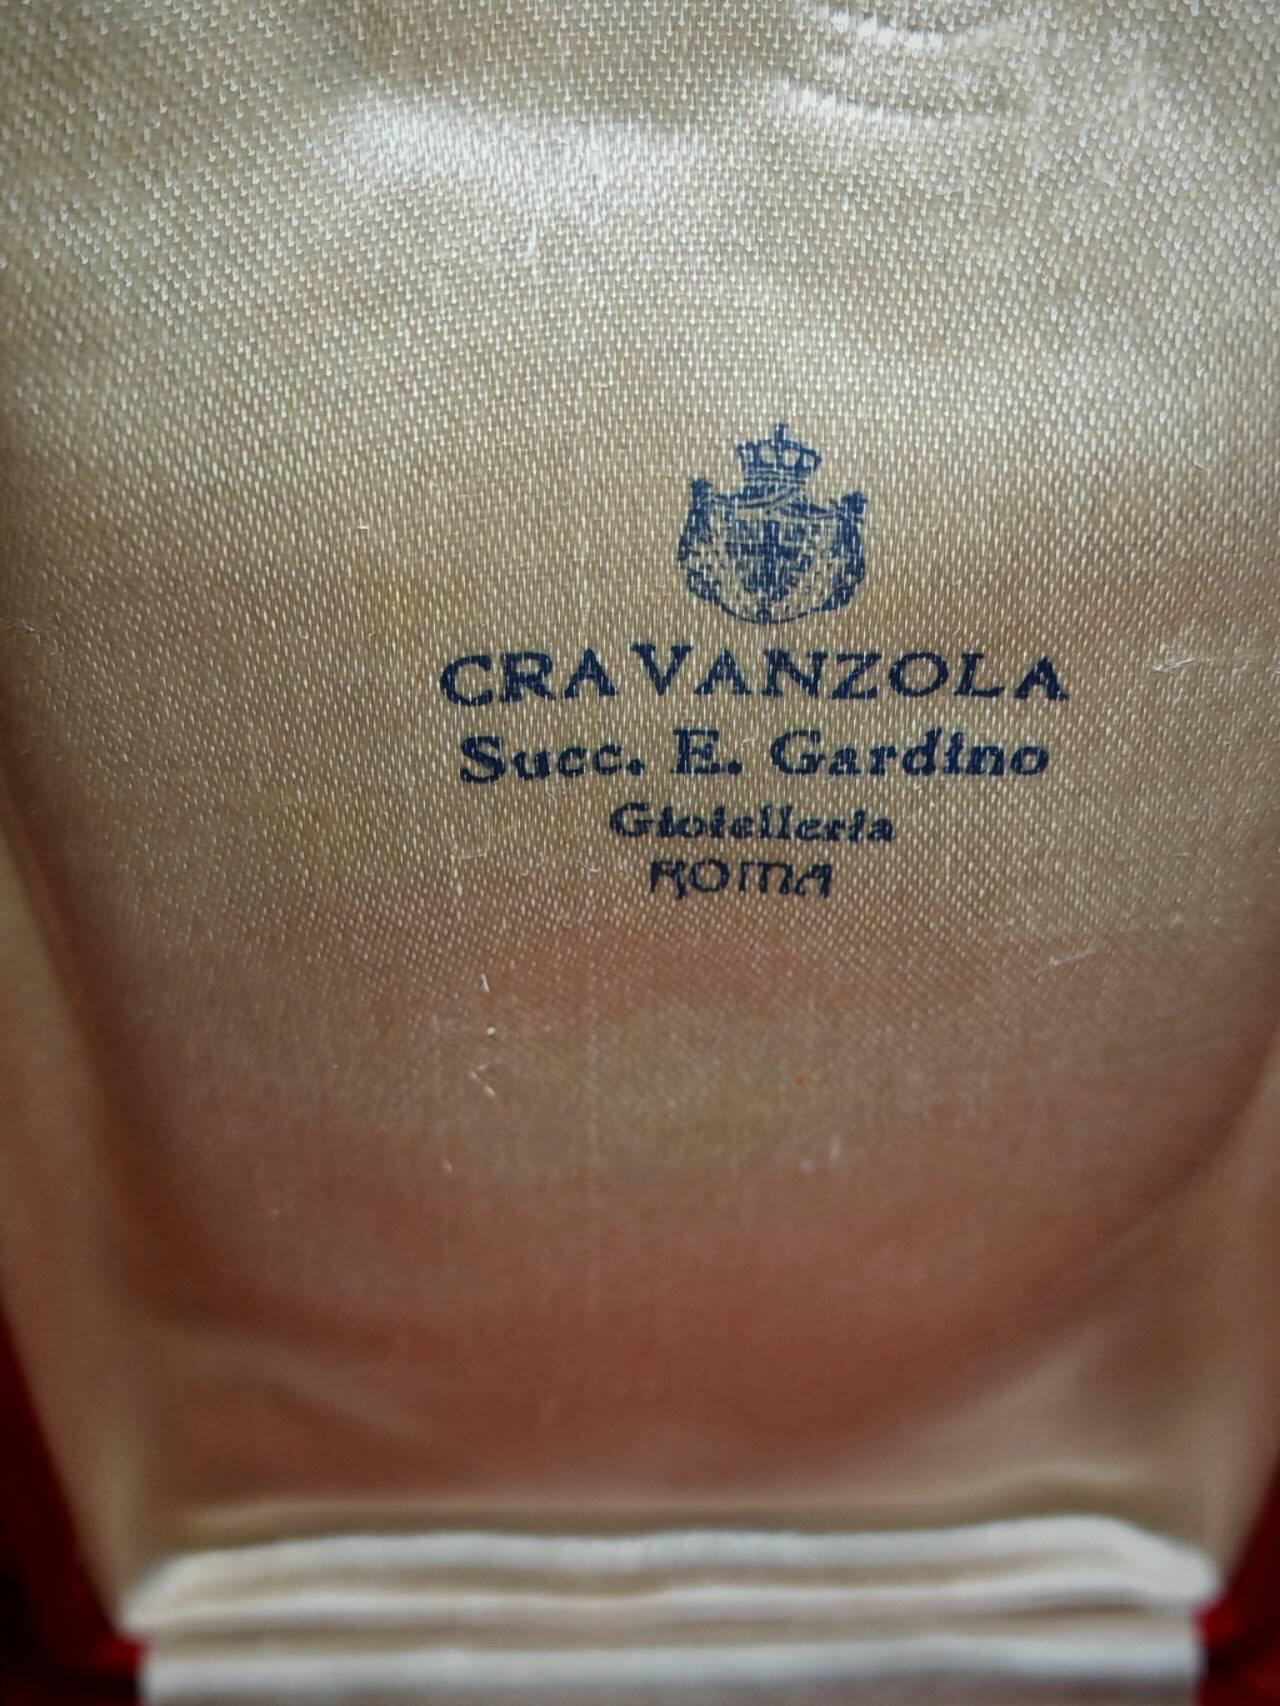 CRAVANZOLA
Succ. E. Gardino
Gioielleria
ROMA